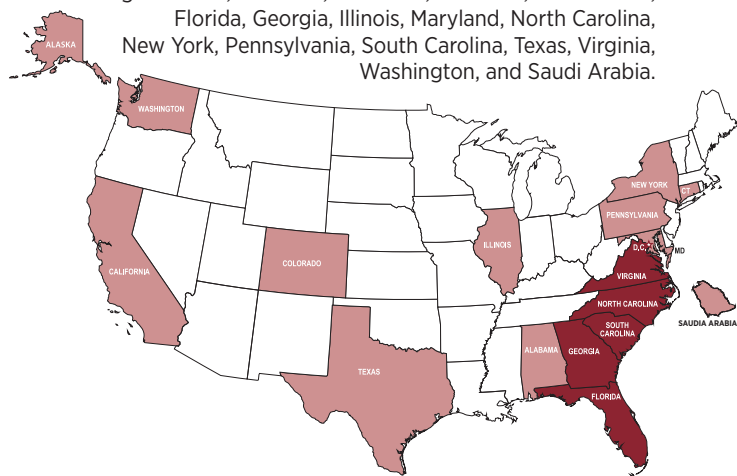 Florida, Georgia, Illinois, Maryland, North Carolina,
New York, Pennsylvania, South Carolina, Texas, Virginia,
Washington, and Saudi Arabia.
ALASKA
WASHINGTON
NEW YORK
CT
PENNSYLVANIA
ILLINOIS
D.C.
MD
COLORADO
CALIFORNIA
VIRGINIA
NORTH CAROLINA
SOUTH
CAROLINA
SAUDIA ARABIA
ALABAMA
GEORGIA
TEXAS
FLORIDA